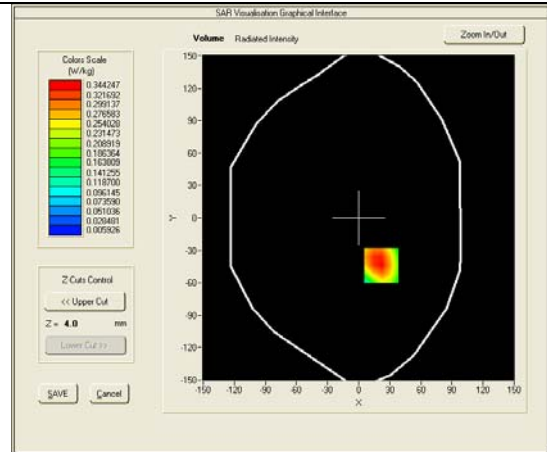 SAR Visualisation Graphical Interface
Volume Radiated Intensity
Zoom In/Out
Colors Scale
(W/kg)
0.344247
0.321692
0.299137
0.276583
0.254028
0.231473
0.208919
0.186364
0.163809
0.141255
0.118700
0.096145
0.073590
0.051036
0.028481
0.005926
Z Cuts Control
<< Upper Cut
Z = 4.0 mm
Lower Cut >>
SAVE
Cancel
150
120
90
60
30
0
-30
-60
-90
-120
-150
Y
-150 -120 -90 -60 -30 0 30 60 90 120 150
X